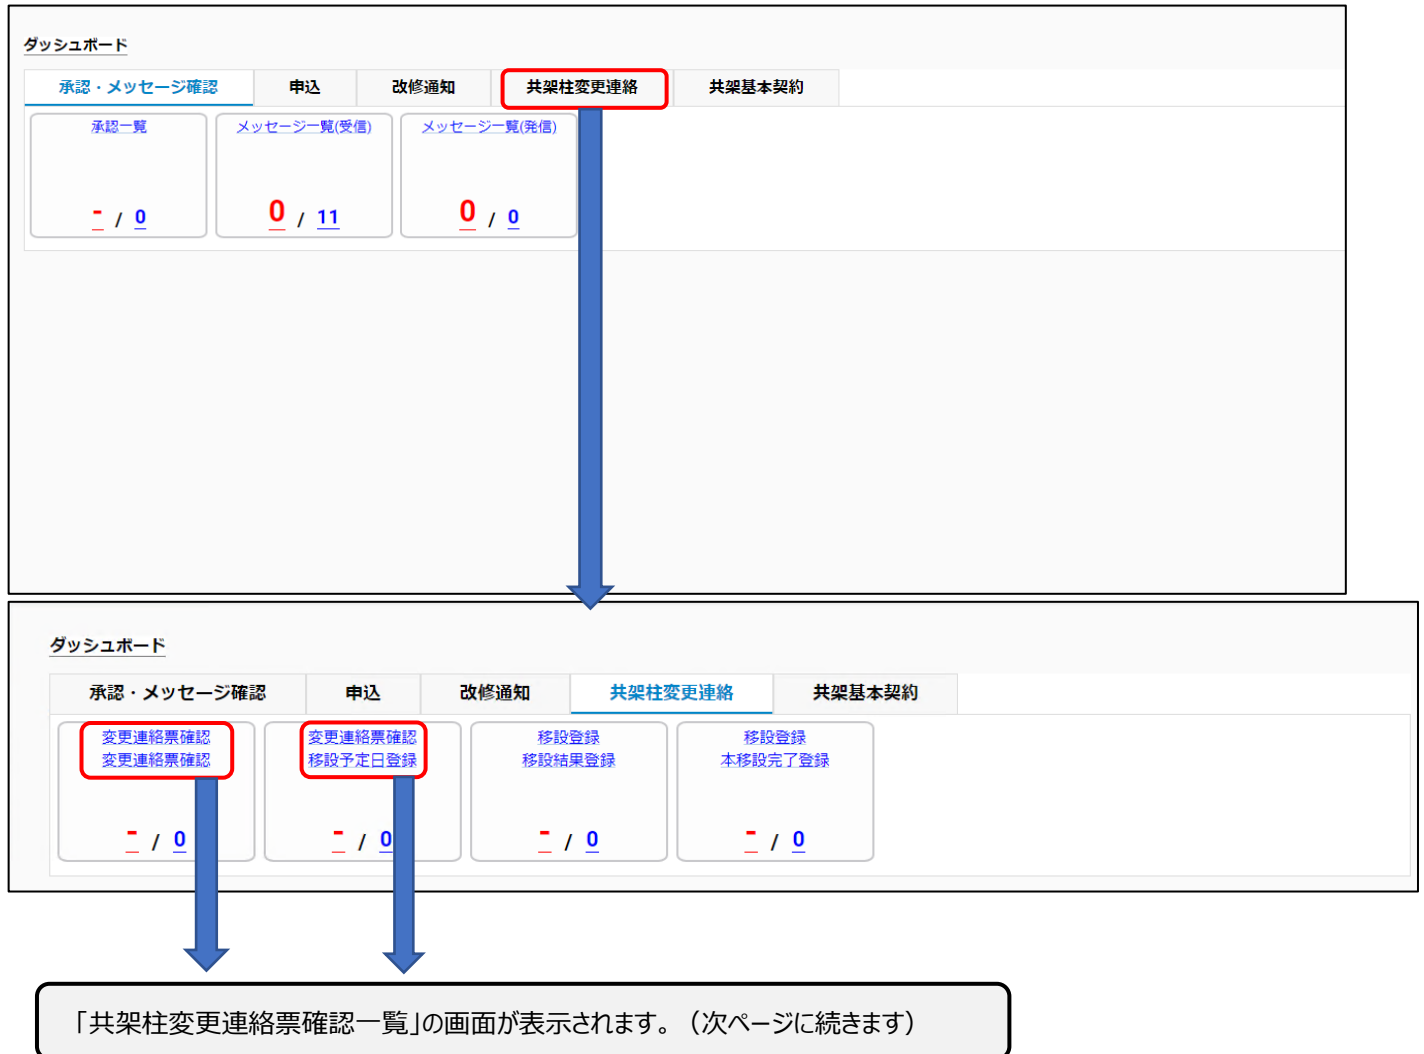 ダッシュボード
承認・メッセージ確認 申込 改修通知 共架柱変更連絡 共架基本契約
承認一覧 メッセージ一覧(受信) メッセージ一覧(発信)
- / 0 0 / 11 0 / 0
ダッシュボード
承認・メッセージ確認 申込 改修通知 共架柱変更連絡 共架基本契約
変更連絡票確認 変更連絡票確認 移設登録 移設登録
変更連絡票確認 移設予定日登録 移設結果登録 本移設完了登録
- / 0 - / 0 - / 0 - / 0
「共架柱変更連絡票確認一覧」の画面が表示されます。（次ページに続きます）